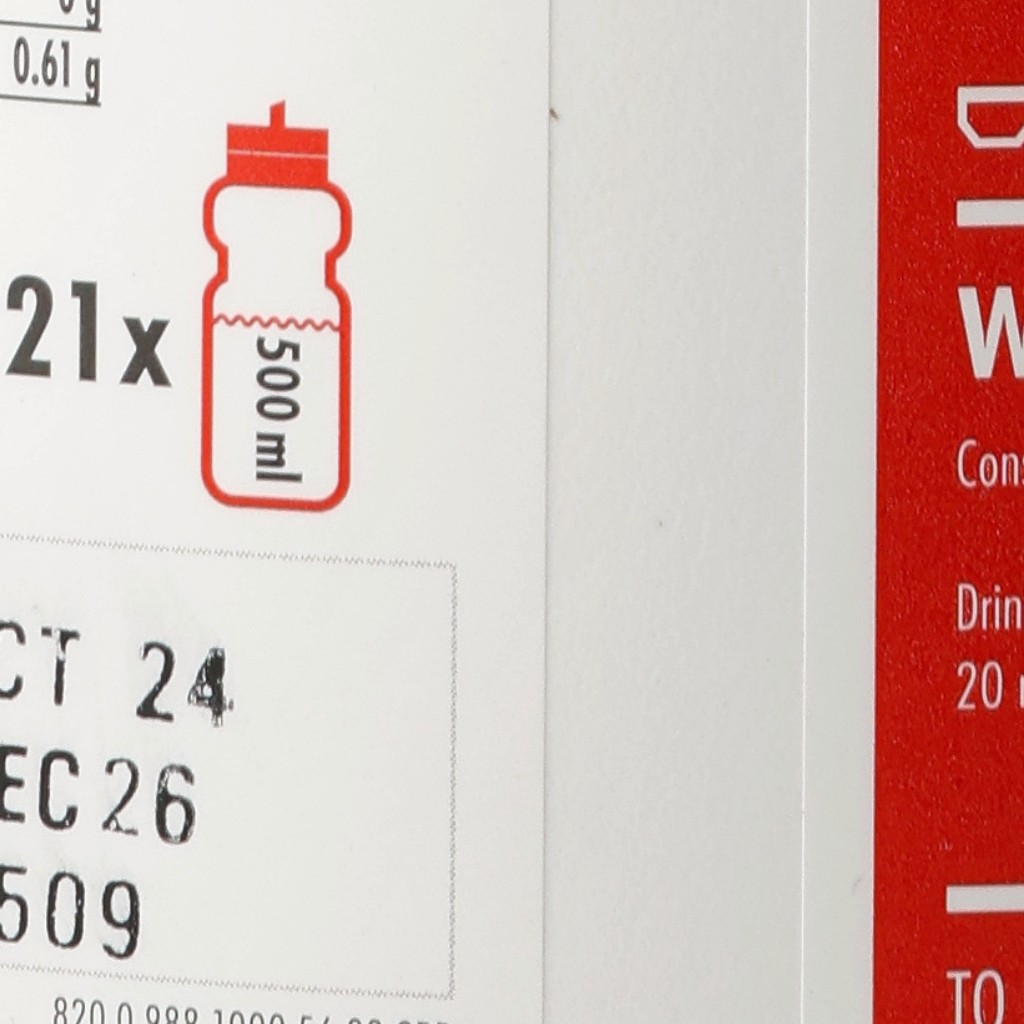 0.61 g
21x
500 ml
CT 24
EC 26
509
W
Cons
Drin
20
TO